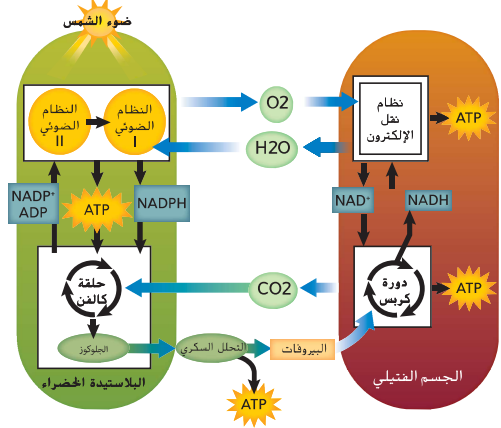 ضوء الشمس
النظام
الضوئي
II
النظام
الضوئي
I
O2
H2O
نظام
نقل
الإلكترون
ATP
NADP+
ADP
ATP
NADPH
NAD+
NADH
حلقة
كالفن
CO2
دورة
كربس
ATP
الجلوكوز
التحلل السكري
البيروفات
البلاستيدة الخضراء
الجسم الفتيلي
ATP